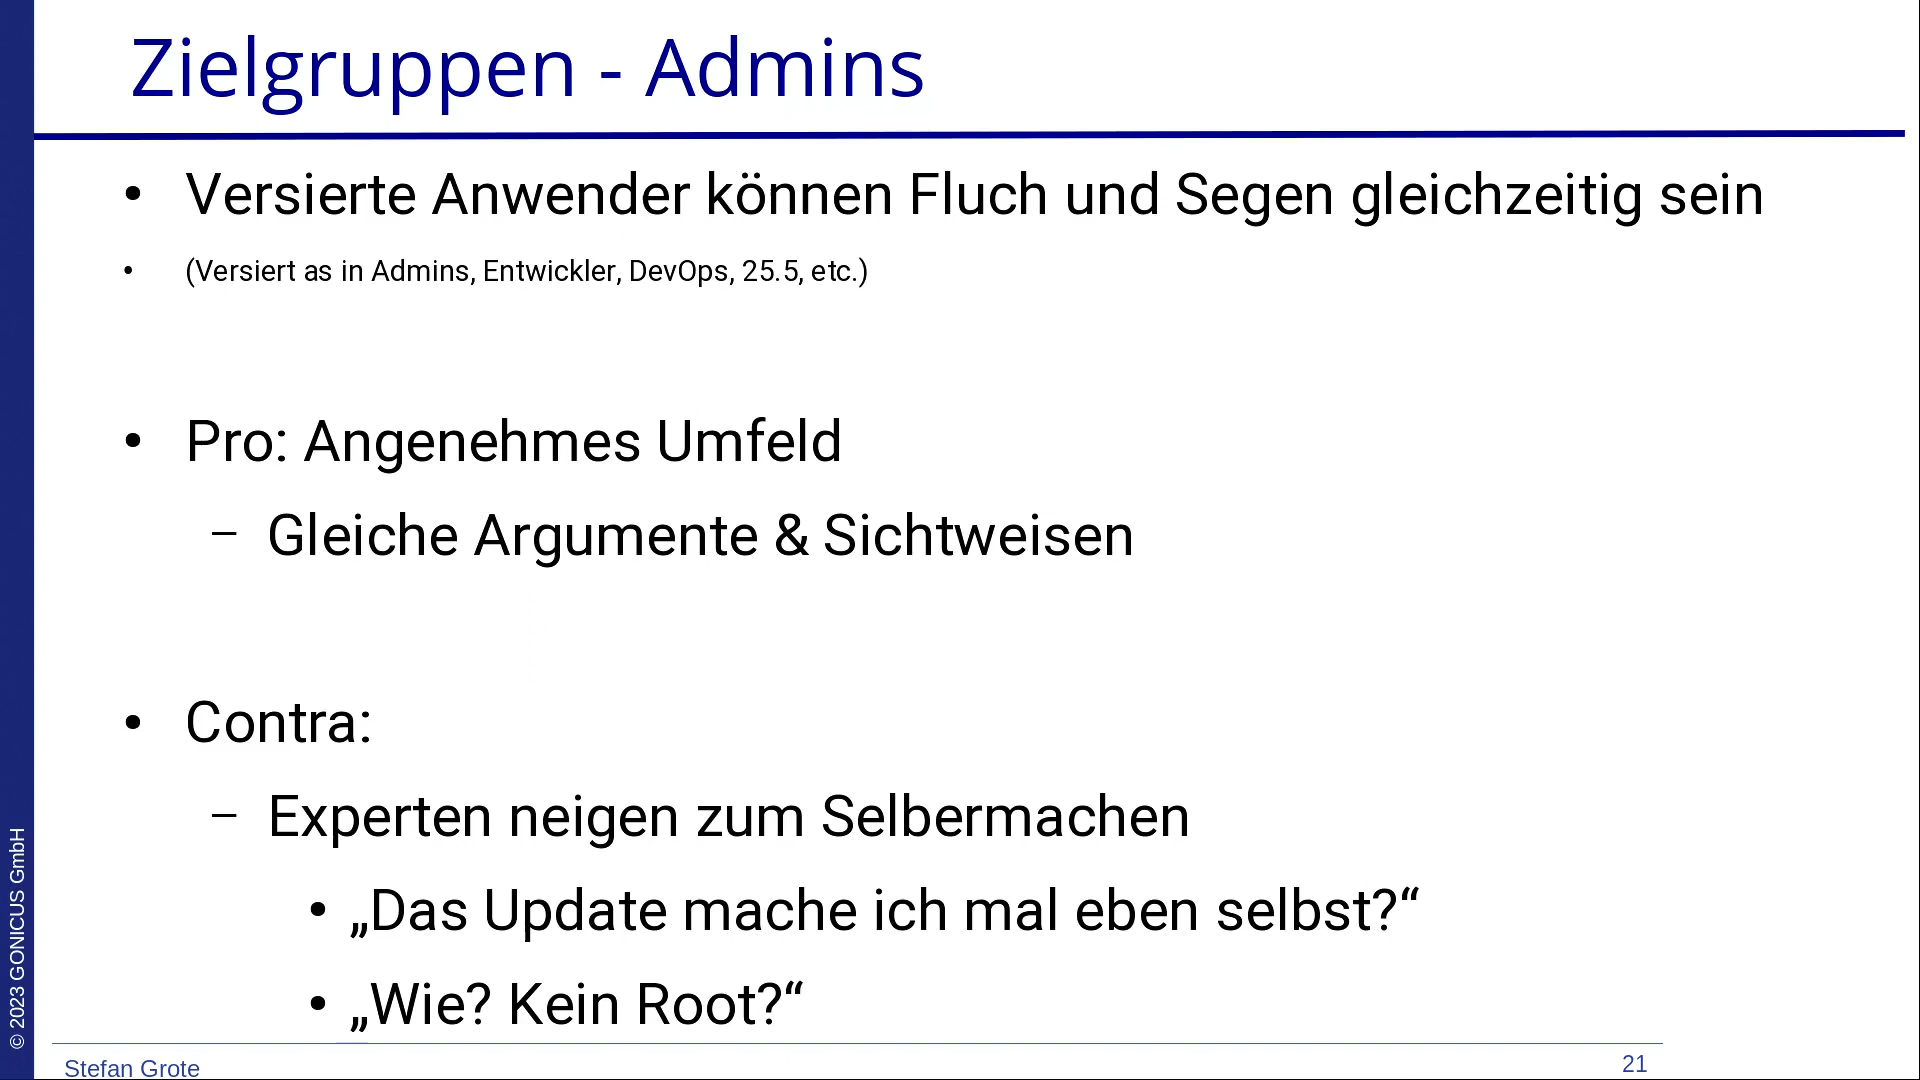 Zielgruppen - Admins
• Versierte Anwender können Fluch und Segen gleichzeitig sein
• (Versiert as in Admins, Entwickler, DevOps, 25.5, etc.)
• Pro: Angenehmes Umfeld
– Gleiche Argumente & Sichtweisen
• Contra:
– Experten neigen zum Selbermachen
• „Das Update mache ich mal eben selbst?“
• „Wie? Kein Root?“
© 2023 GONICUS GmbH
Stefan Grote
21